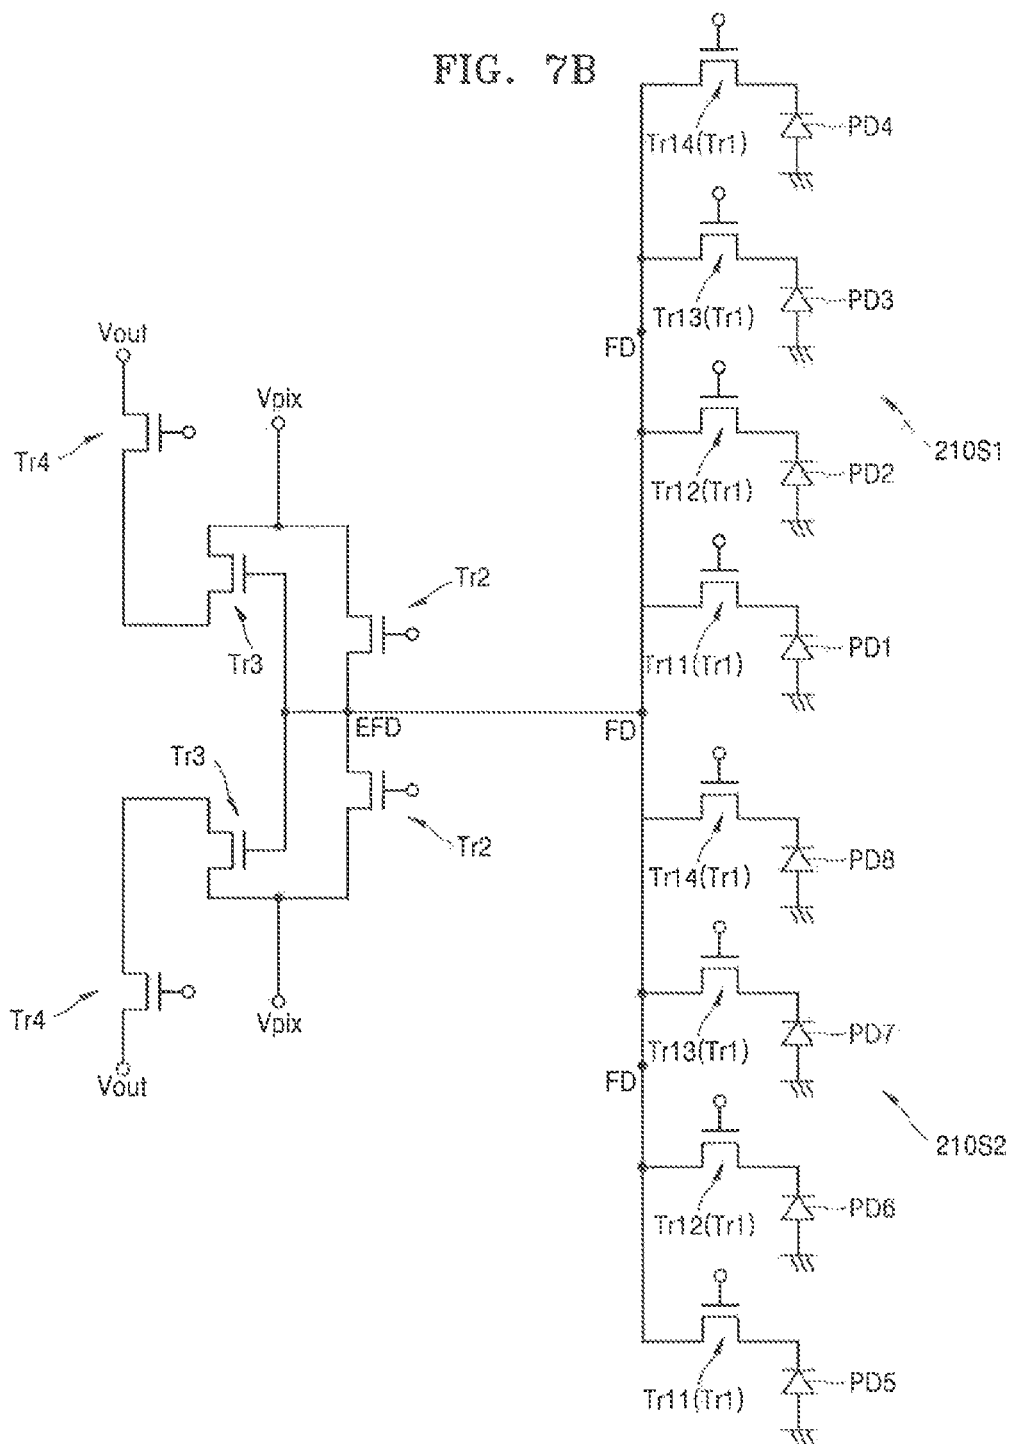 FIG. 7B
Tr14(Tr1)
PD4
Tr13(Tr1)
PD3
FD
Vout
Vpix
Tr4
Tr12(Tr1)
PD2
210S1
Tr2
Tr3
Tr11(Tr1)
PD1
EFD
FD
Tr3
Tr2
Tr14(Tr1)
PD8
Tr4
Vpix
Tr13(Tr1)
PD7
FD
Vout
210S2
Tr12(Tr1)
PD6
Tr11(Tr1)
PD5